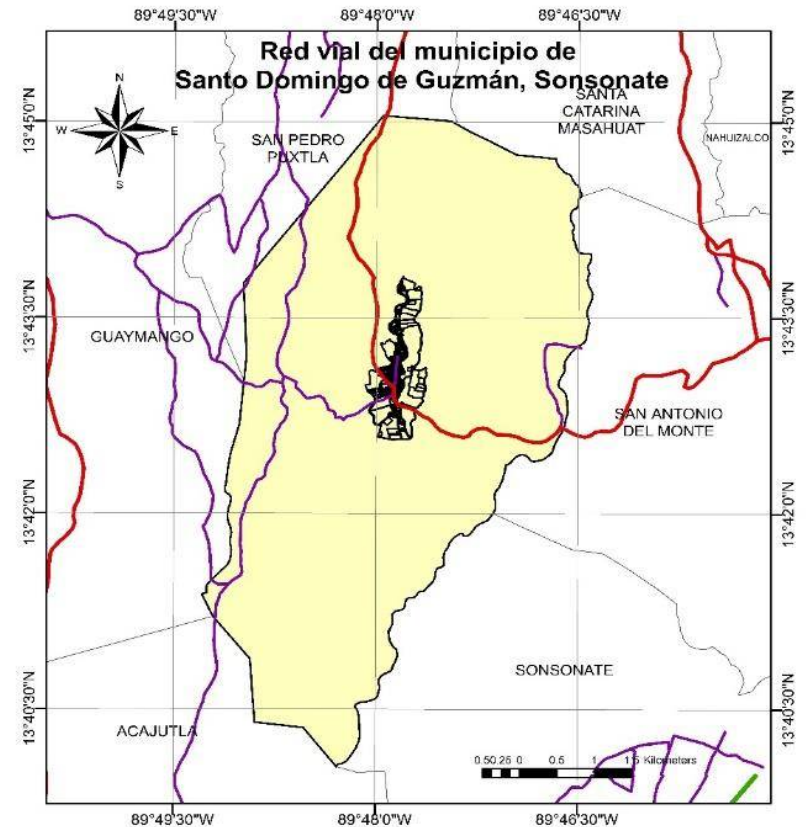 89°49'30"W 89°48'0"W 89°46'30"W
Red vial del municipio de
Santo Domingo de Guzmán, Sonsonate
N
W E
S
13°45'0"N 13°45'0"N
SANTA
CATARINA
MASAHUAT
NAHUIZALCO
SAN PEDRO
PUXTLA
13°43'30"N 13°43'30"N
GUAYMANGO
SAN ANTONIO
DEL MONTE
13°42'0"N 13°42'0"N
SONSONATE
13°40'30"N 13°40'30"N
ACAJUTLA
0.50.25 0 0.5 1 1.5 Kilometers
89°49'30"W 89°48'0"W 89°46'30"W